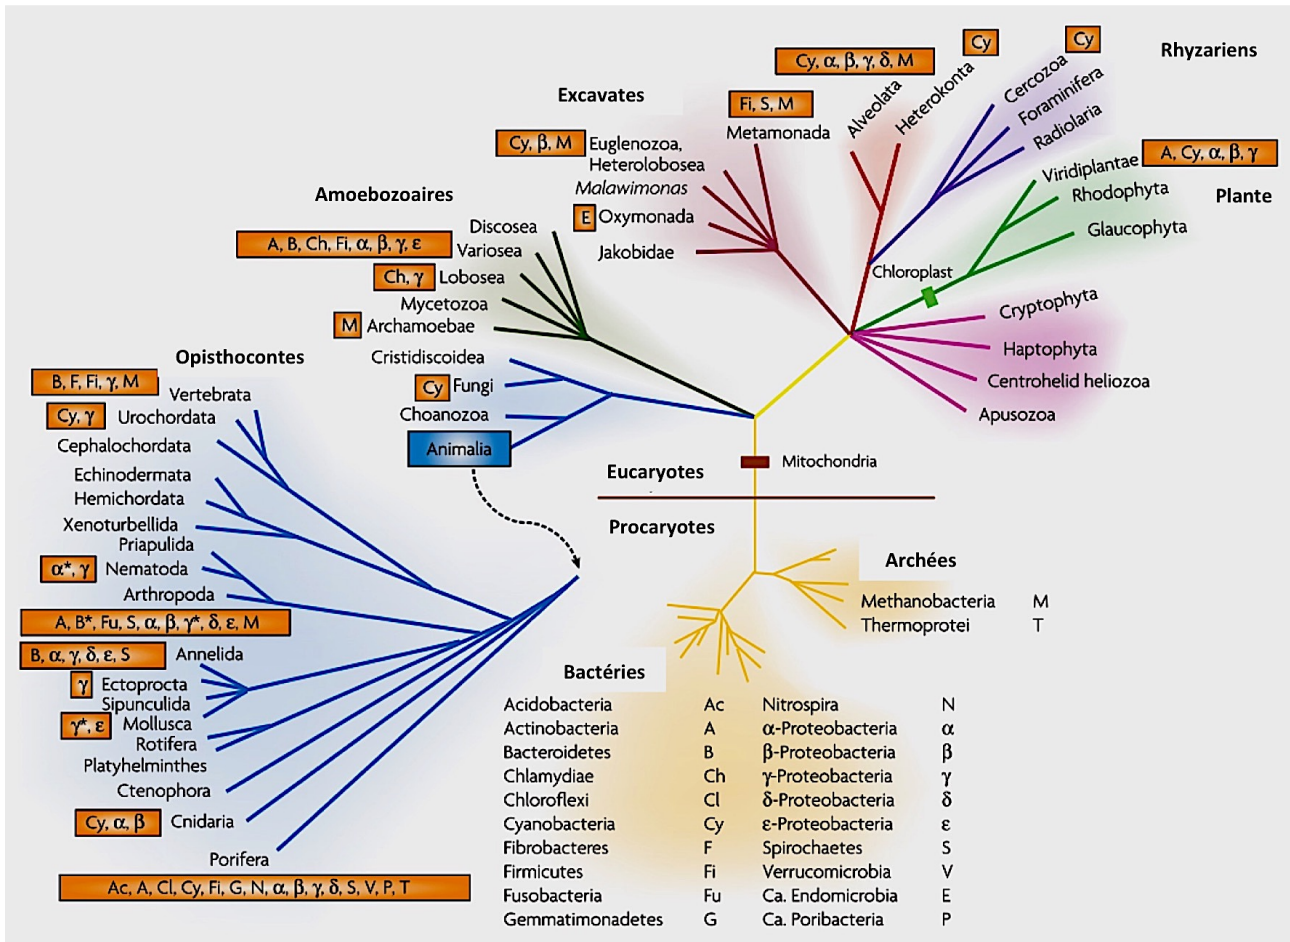 Cy
Cy
Rhyzariens
Cy, α, β, γ, δ, M
Cercozoa
Foraminifera
Radiolaria
Heterokonta
Alveolata
Excavates
Fi, S, M
Metamonada
Cy, β, M
Euglenozoa,
Heterolobosea
Malawimonas
E
Oxymonada
Jakobidae
Viridiplantae
A, Cy, α, β, γ
Rhodophyta
Plante
Glaucophyta
Chloroplast
Cryptophyta
Haptophyta
Centrohelid heliozoa
Apusozoa
Amoebozoaires
Discosea
A, B, Ch, Fi, α, β, γ, ε
Variosea
Ch, γ
Lobosea
Mycetozoa
M
Archamoebae
Cristidiscoidea
Cy
Fungi
Choanozoa
Animalia
Opisthocontes
B, F, Fi, γ, M
Vertebrata
Cy, γ
Urochordata
Cephalochordata
Echinodermata
Hemichordata
Xenoturbellida
Priapulida
α*, γ
Nematoda
Arthropoda
A, B*, Fu, S, α, β, γ*, δ, ε, M
B, α, γ, δ, ε, S
Annelida
γ
Ectoprocta
Sipunculida
γ*, ε
Mollusca
Rotifera
Platyhelminthes
Ctenophora
Cy, α, β
Cnidaria
Porifera
Ac, A, Cl, Cy, Fi, G, N, α, β, γ, δ, S, V, P, T
Eucaryotes
Mitochondria
Procaryotes
Archées
Methanobacteria M
Thermoprotei T
Bactéries
Acidobacteria Ac Nitrospira N
Actinobacteria A α-Proteobacteria α
Bacteroidetes B β-Proteobacteria β
Chlamydiae Ch γ-Proteobacteria γ
Chloroflexi Cl δ-Proteobacteria δ
Cyanobacteria Cy ε-Proteobacteria ε
Fibrobacteres F Spirochaetes S
Firmicutes Fi Verrucomicrobia V
Fusobacteria Fu Ca. Endomicrobia E
Gemmatimonadetes G Ca. Poribacteria P